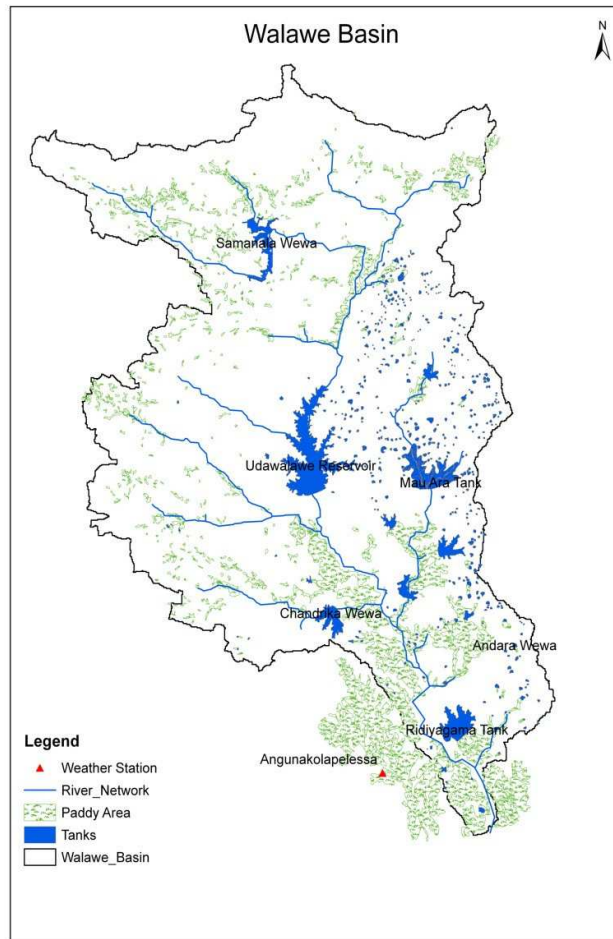 Walawe Basin
N
Samanala Wewa
Udawalawe Reservoir
Mau Ara Tank
Chandrika Wewa
Andara Wewa
Ridiyagama Tank
Angunakolapelessa
Legend
Weather Station
River_Network
Paddy Area
Tanks
Walawe_Basin